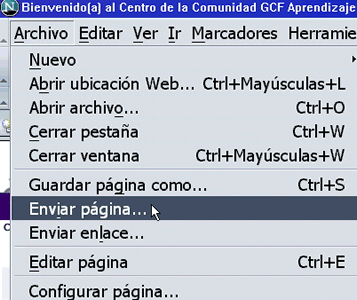 Bienvenido[a] al Centro de la Comunidad GCF Aprendizaje
Archivo Editar Ver Ir Marcadores Herramie
Nuevo
Abrir ubicación Web... Ctrl+Mayúsculas+L
Abrir archivo... Ctrl+O
Cerrar pestaña Ctrl+W
Cerrar ventana Ctrl+Mayúsculas+W
Guardar página como... Ctrl+S
Enviar página...
Enviar enlace...
Editar página Ctrl+E
Configurar página...